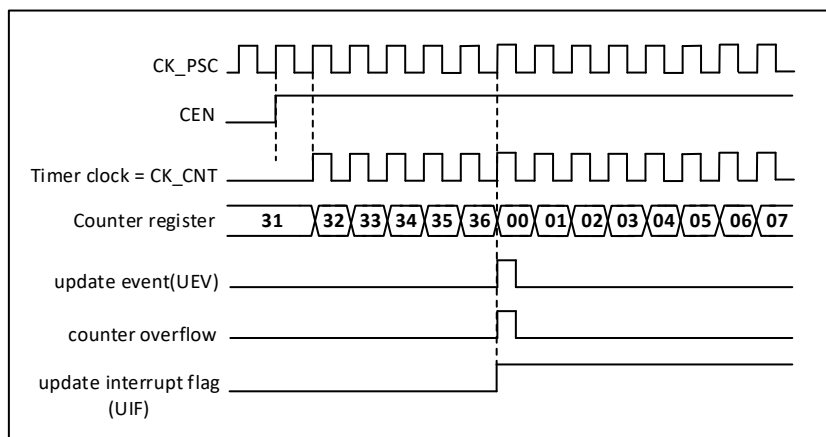 CK_PSC
CEN
Timer clock = CK_CNT
Counter register 31 32 33 34 35 36 00 01 02 03 04 05 06 07
update event(UEV)
counter overflow
update interrupt flag
(UIF)